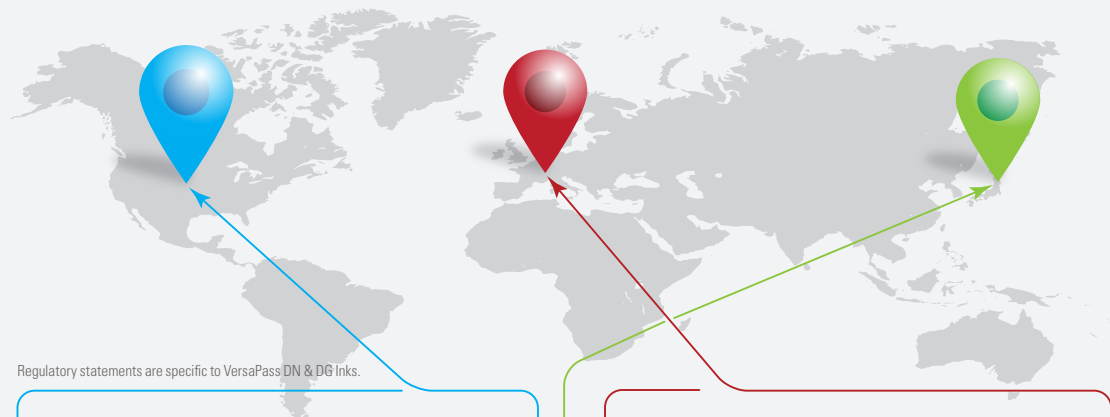 Regulatory statements are specific to VersaPass DN & DG Inks.